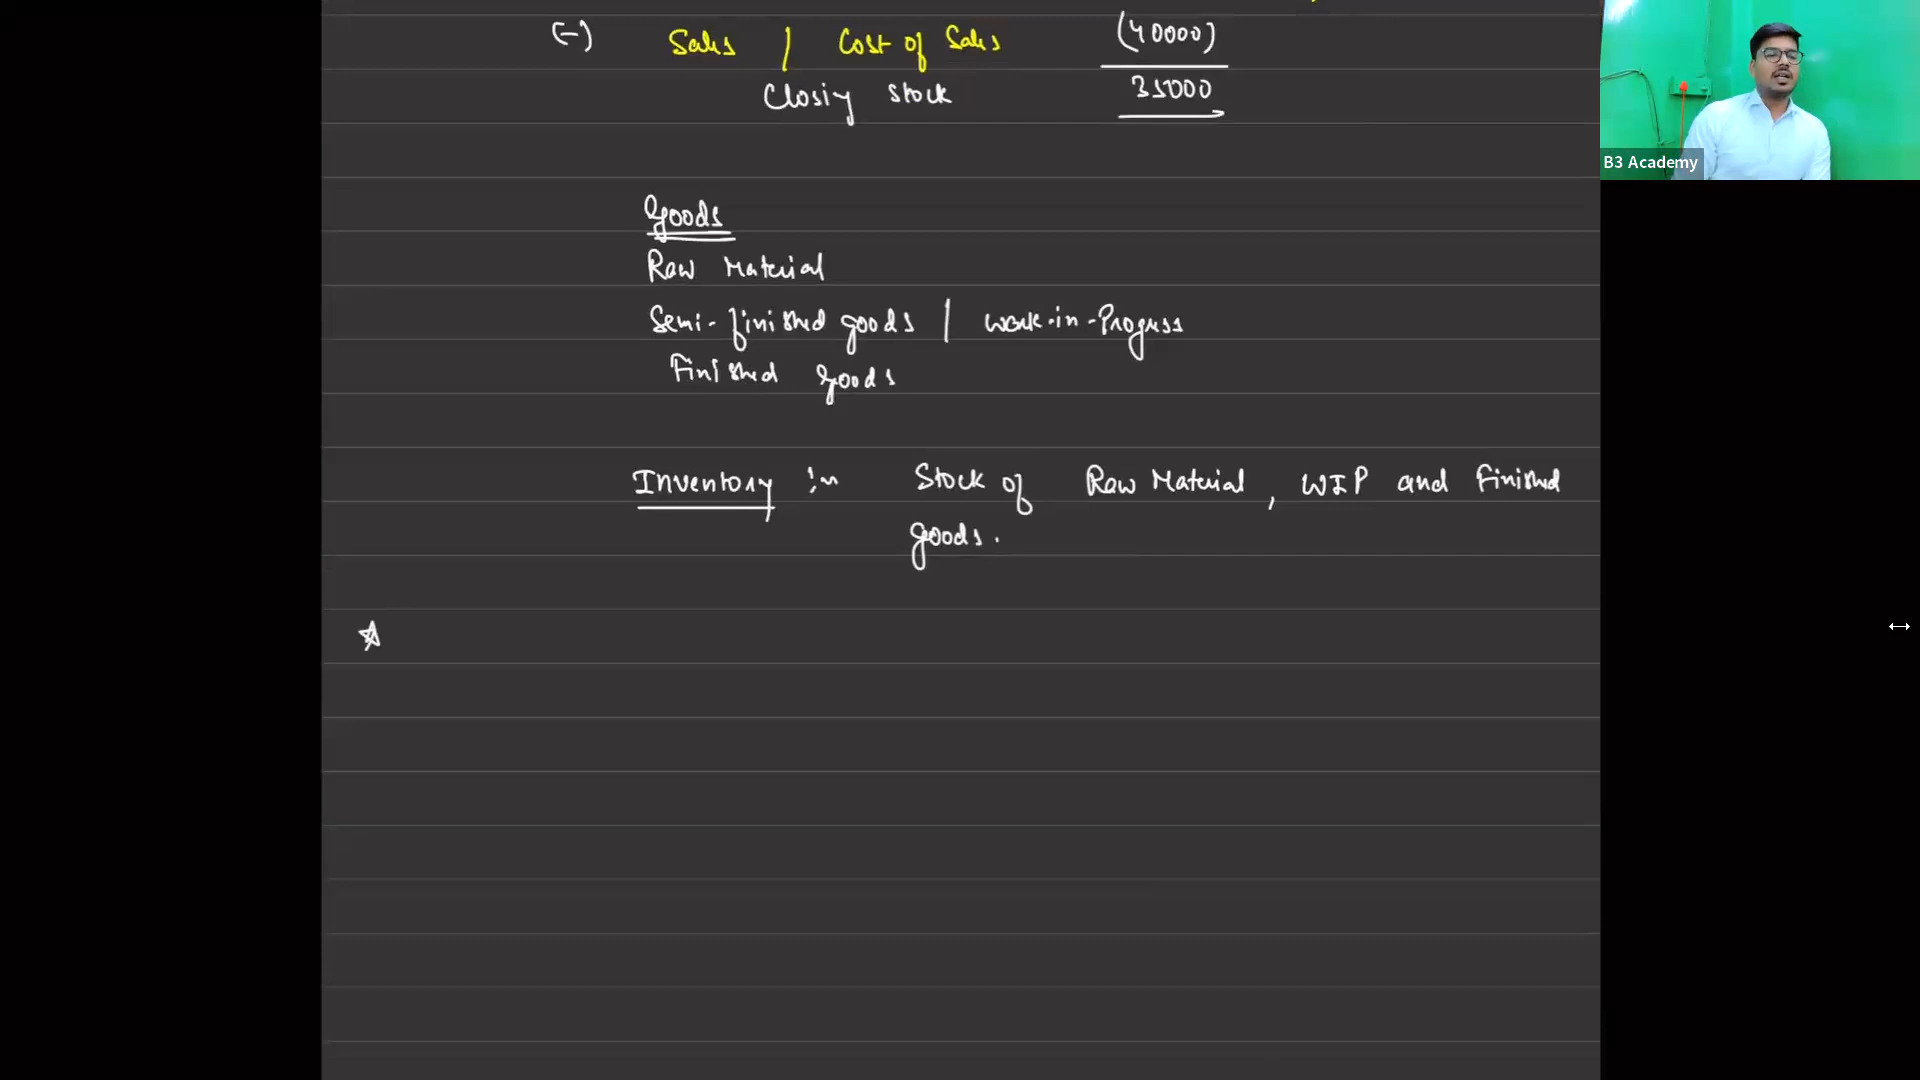 (-) Sales | Cost of Sales (40000)
Closing Stock 35000
B3 Academy
Goods
Raw Material
Semi-finished goods | Work-in-Progress
Finished goods
Inventory :- Stock of Raw Material, WIP and Finished
goods.